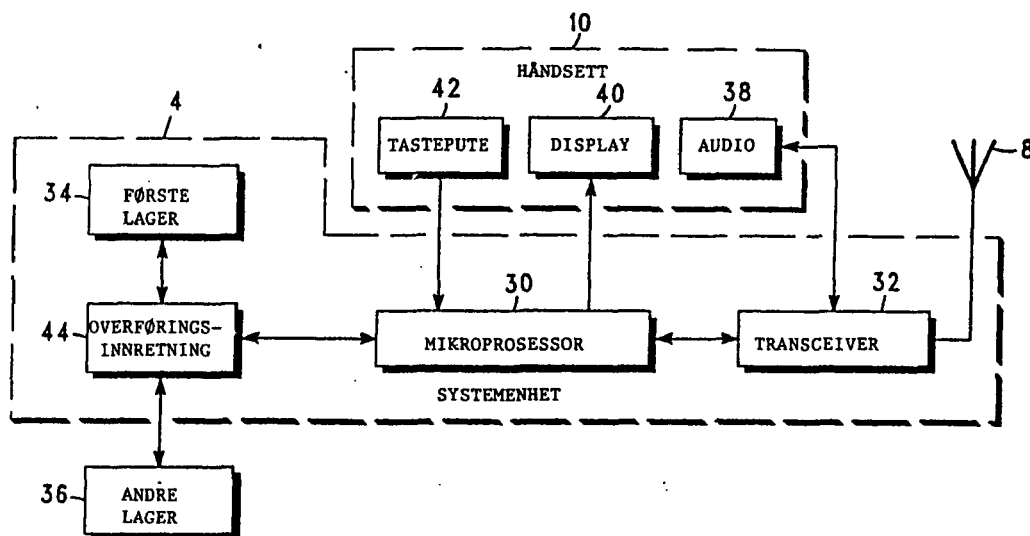 10
HÅNDSETT
42
40
38
TASTEPUTE
DISPLAY
AUDIO
8
4
34
FØRSTE
LAGER
30
32
44
OVERFØRINGS-
INNRETNING
MIKROPROSESSOR
TRANSCEIVER
SYSTEMENHET
36
ANDRE
LAGER